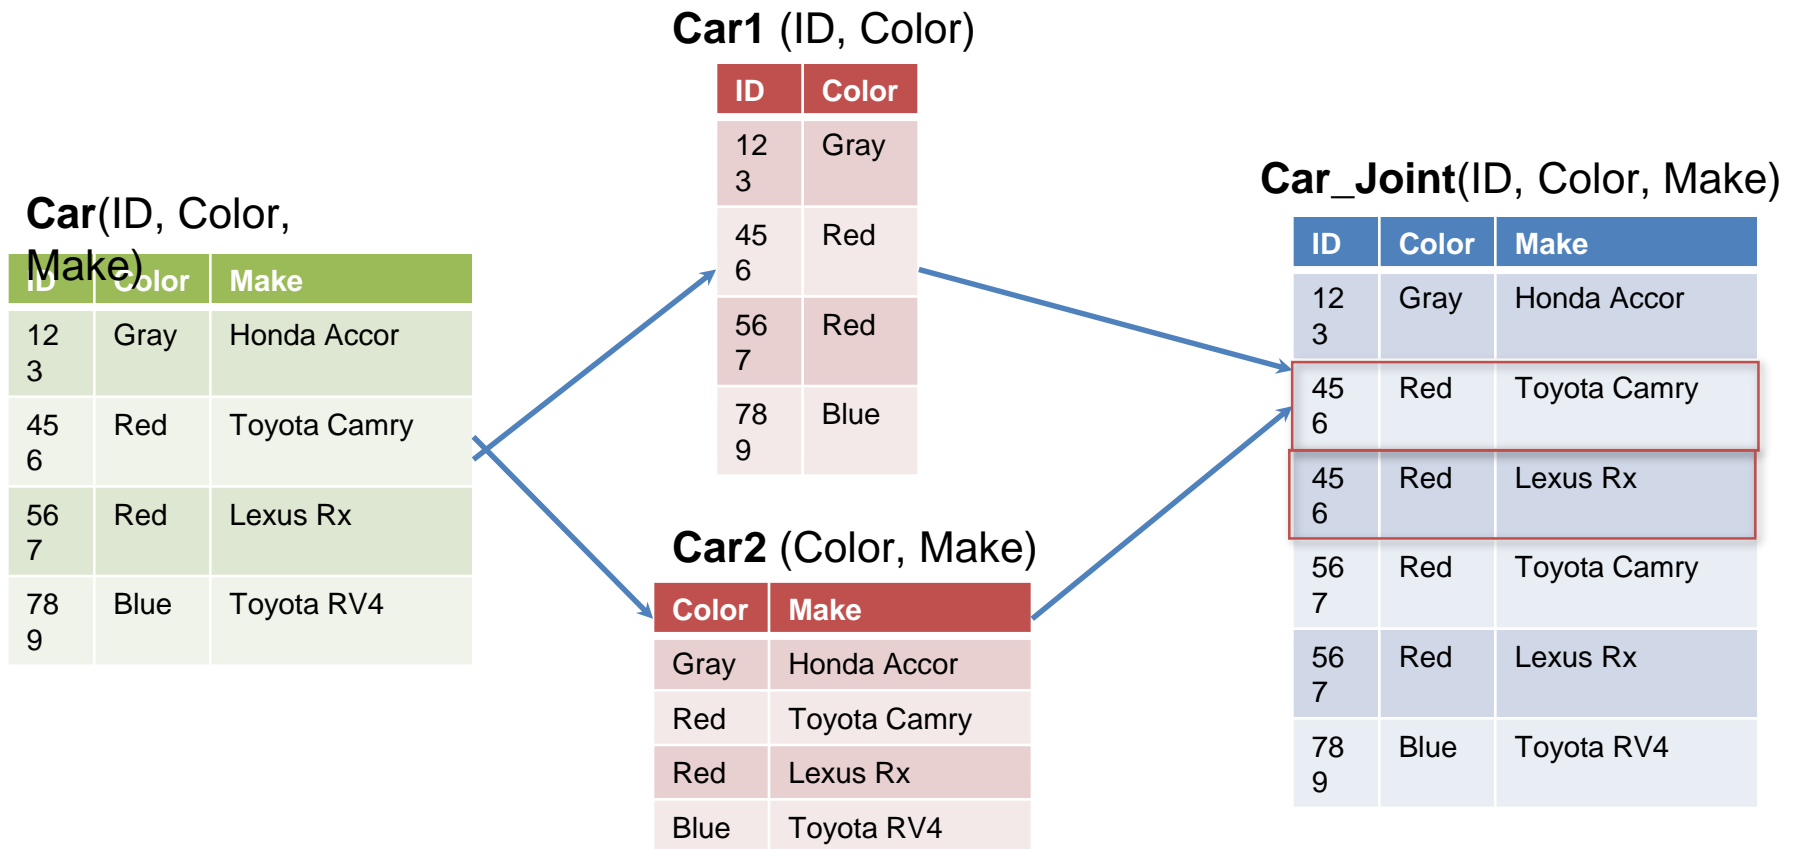 Car1 (ID, Color)
ID Color
12 Gray
3
45 Red
6
56 Red
7
78 Blue
9
Car(ID, Color,
Make)
ID Color Make
12 Gray Honda Accor
3
45 Red Toyota Camry
6
56 Red Lexus Rx
7
78 Blue Toyota RV4
9
Car2 (Color, Make)
Color Make
Gray Honda Accor
Red Toyota Camry
Red Lexus Rx
Blue Toyota RV4
Car_Joint(ID, Color, Make)
ID Color Make
12 Gray Honda Accor
3
45 Red Toyota Camry
6
45 Red Lexus Rx
6
56 Red Toyota Camry
7
56 Red Lexus Rx
7
78 Blue Toyota RV4
9